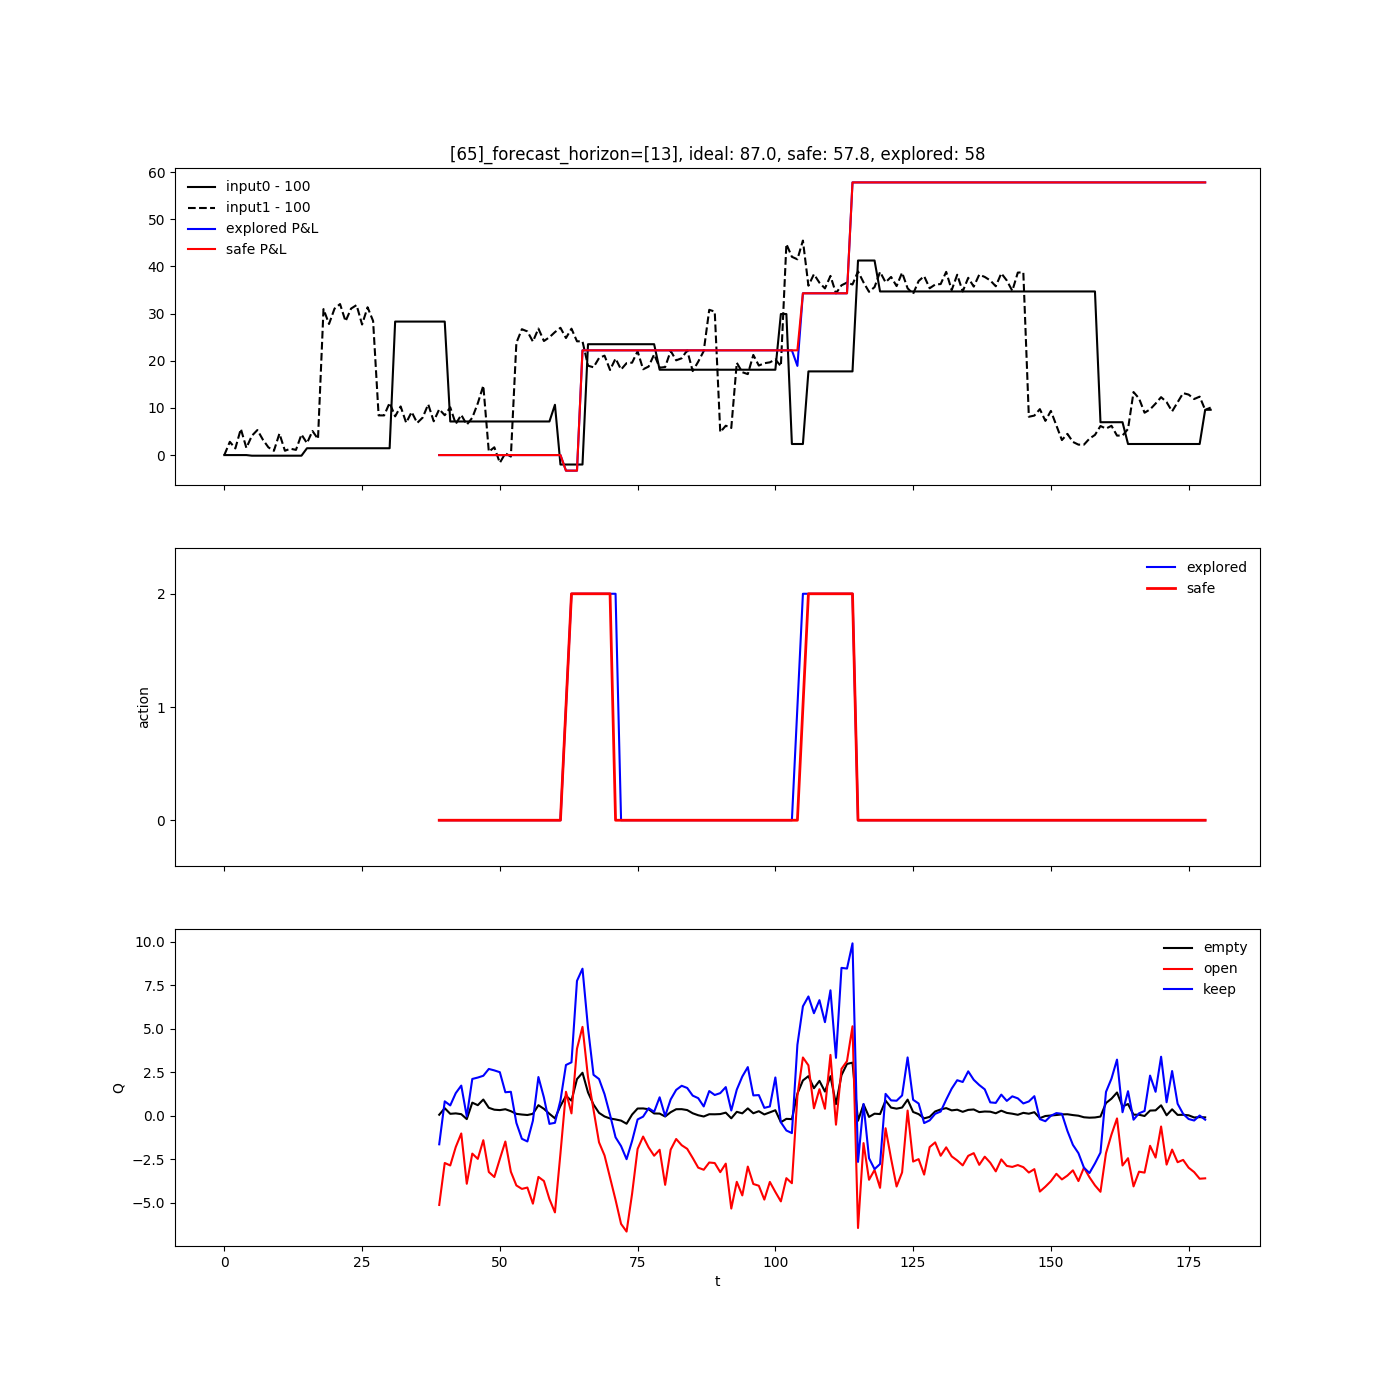 [65]_forecast_horizon=[13], ideal: 87.0, safe: 57.8, explored: 58
60
50
40
30
20
10
0
input0 - 100
input1 - 100
explored P&L
safe P&L
2
1
0
action
explored
safe
10.0
7.5
5.0
2.5
0.0
−2.5
−5.0
Q
empty
open
keep
0 25 50 75 100 125 150 175
t